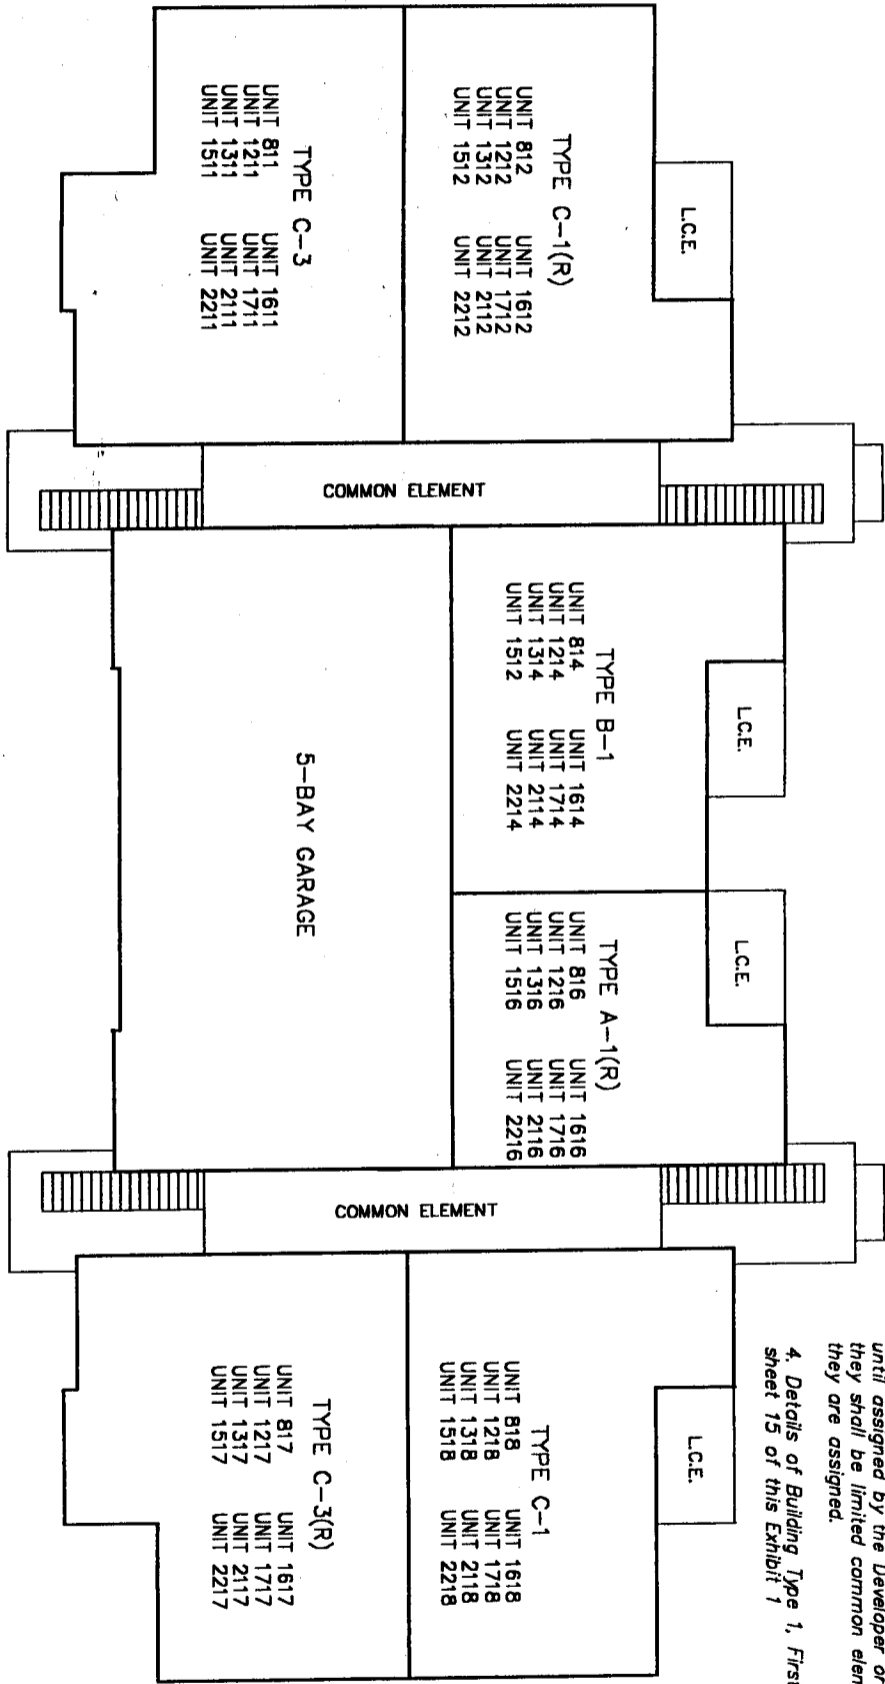 until assigned by the Developer or
they shall be limited common
they are assigned.
4. Details of Building Type 1, First
sheet 15 of this Exhibit 1
L.C.E.
L.C.E.
L.C.E.
L.C.E.
TYPE C-1(R)
UNIT 812 UNIT 1612
UNIT 1212 UNIT 1712
UNIT 1312 UNIT 2112
UNIT 1512 UNIT 2212
TYPE B-1
UNIT 814 UNIT 1614
UNIT 1214 UNIT 1714
UNIT 1314 UNIT 2114
UNIT 1512 UNIT 2214
TYPE A-1(R)
UNIT 816 UNIT 1616
UNIT 1216 UNIT 1716
UNIT 1316 UNIT 2116
UNIT 1516 UNIT 2216
TYPE C-1
UNIT 818 UNIT 1618
UNIT 1218 UNIT 1718
UNIT 1318 UNIT 2118
UNIT 1518 UNIT 2218
COMMON ELEMENT
COMMON ELEMENT
TYPE C-3
UNIT 811 UNIT 1611
UNIT 1211 UNIT 1711
UNIT 1311 UNIT 2111
UNIT 1511 UNIT 2211
5-BAY GARAGE
TYPE C-3(R)
UNIT 817 UNIT 1617
UNIT 1217 UNIT 1717
UNIT 1317 UNIT 2117
UNIT 1517 UNIT 2217